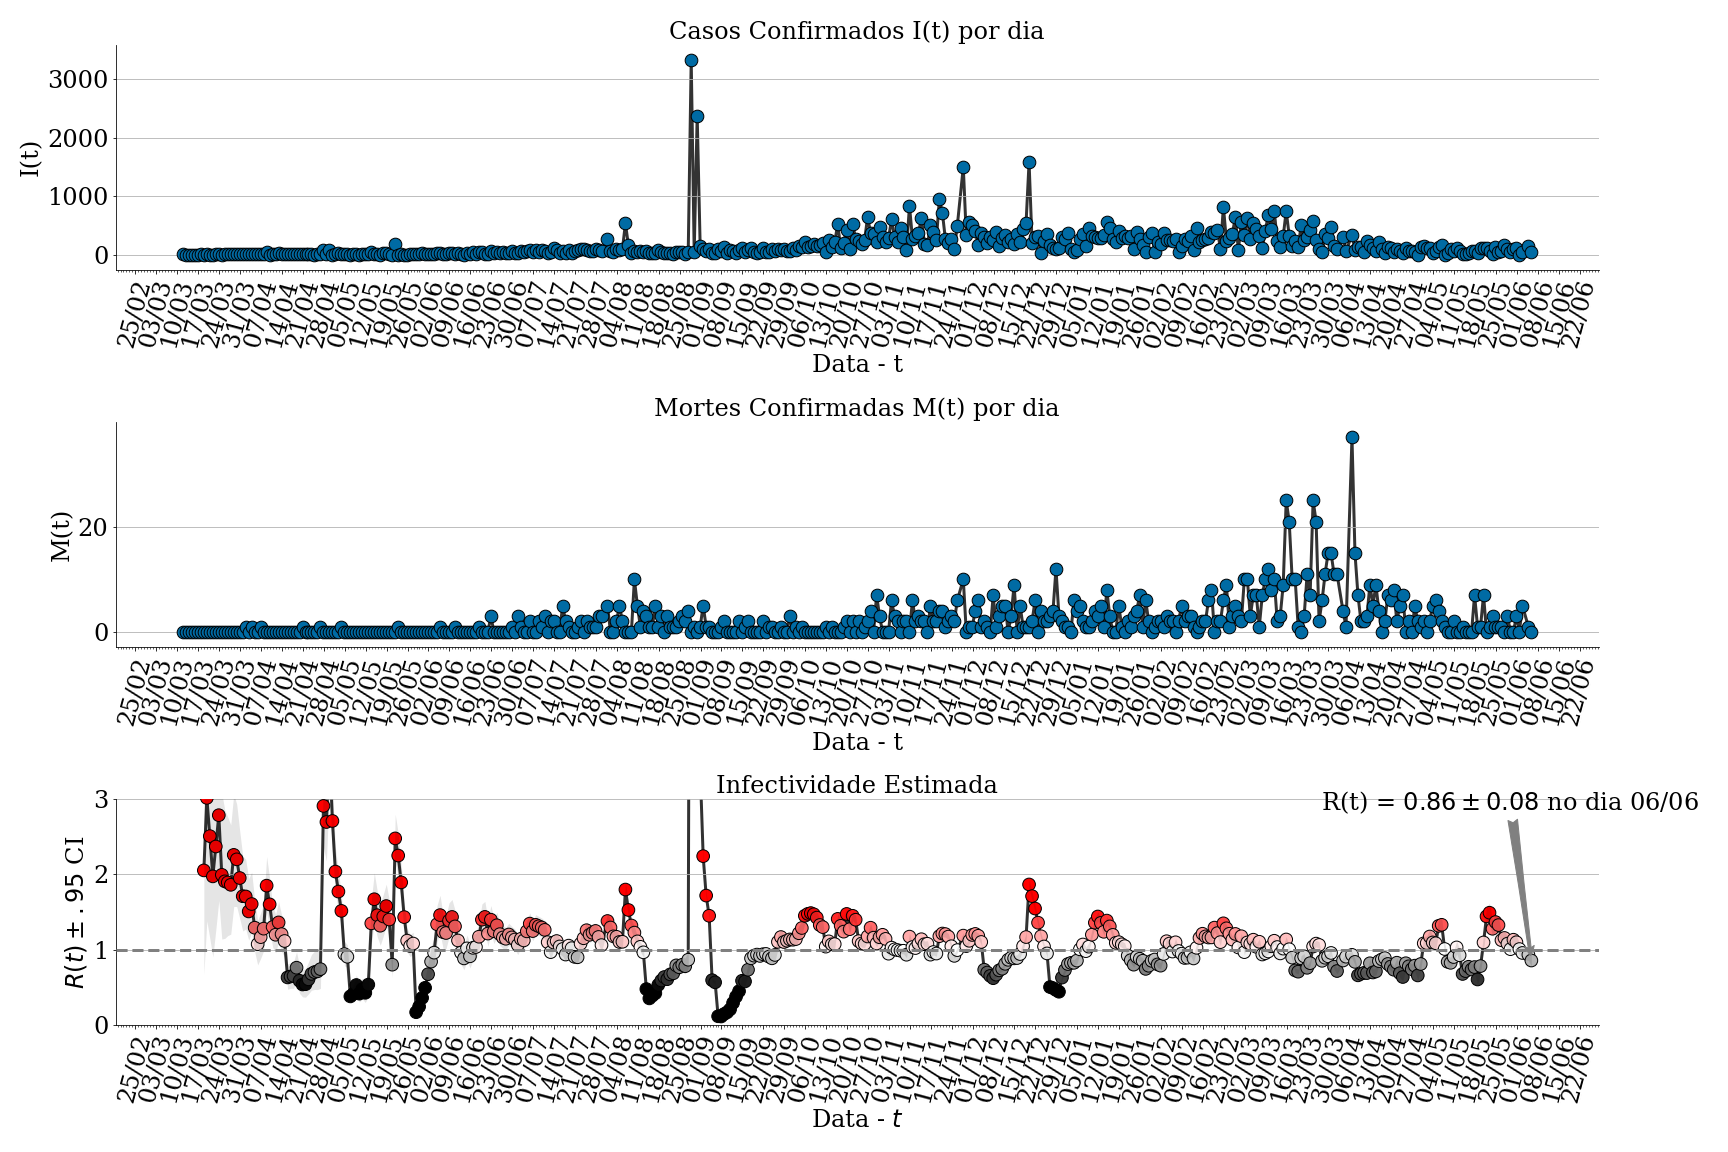 Casos Confirmados I(t) por dia
3000
2000
1000
0
I(t)
25/02 03/03 10/03 17/03 24/03 31/03 07/04 14/04 21/04 28/04 05/05 12/05 19/05 26/05 02/06 09/06 16/06 23/06 30/06 07/07 14/07 21/07 28/07 04/08 11/08 18/08 25/08 01/09 08/09 15/09 22/09 29/09 06/10 13/10 20/10 27/10 03/11 10/11 17/11 24/11 01/12 08/12 15/12 22/12 29/12 05/01 12/01 19/01 26/01 02/02 09/02 16/02 23/02 02/03 09/03 16/03 23/03 30/03 06/04 13/04 20/04 27/04 04/05 11/05 18/05 25/05 01/06 08/06 15/06 22/06
Data - t
Mortes Confirmadas M(t) por dia
20
0
M(t)
25/02 03/03 10/03 17/03 24/03 31/03 07/04 14/04 21/04 28/04 05/05 12/05 19/05 26/05 02/06 09/06 16/06 23/06 30/06 07/07 14/07 21/07 28/07 04/08 11/08 18/08 25/08 01/09 08/09 15/09 22/09 29/09 06/10 13/10 20/10 27/10 03/11 10/11 17/11 24/11 01/12 08/12 15/12 22/12 29/12 05/01 12/01 19/01 26/01 02/02 09/02 16/02 23/02 02/03 09/03 16/03 23/03 30/03 06/04 13/04 20/04 27/04 04/05 11/05 18/05 25/05 01/06 08/06 15/06 22/06
Data - t
Infectividade Estimada
R(t) = 0.86 ± 0.08 no dia 06/06
3
2
1
0
R(t) ± .95 CI
25/02 03/03 10/03 17/03 24/03 31/03 07/04 14/04 21/04 28/04 05/05 12/05 19/05 26/05 02/06 09/06 16/06 23/06 30/06 07/07 14/07 21/07 28/07 04/08 11/08 18/08 25/08 01/09 08/09 15/09 22/09 29/09 06/10 13/10 20/10 27/10 03/11 10/11 17/11 24/11 01/12 08/12 15/12 22/12 29/12 05/01 12/01 19/01 26/01 02/02 09/02 16/02 23/02 02/03 09/03 16/03 23/03 30/03 06/04 13/04 20/04 27/04 04/05 11/05 18/05 25/05 01/06 08/06 15/06 22/06
Data - t